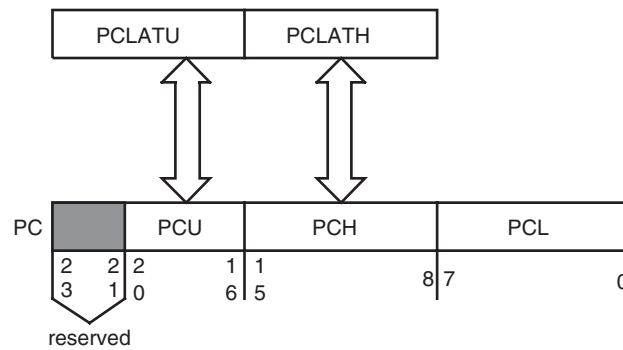 PCLATU PCLATH
PC PCU PCH PCL
2 2 2 1 1 8 7 0
3 1 0 6 5
reserved